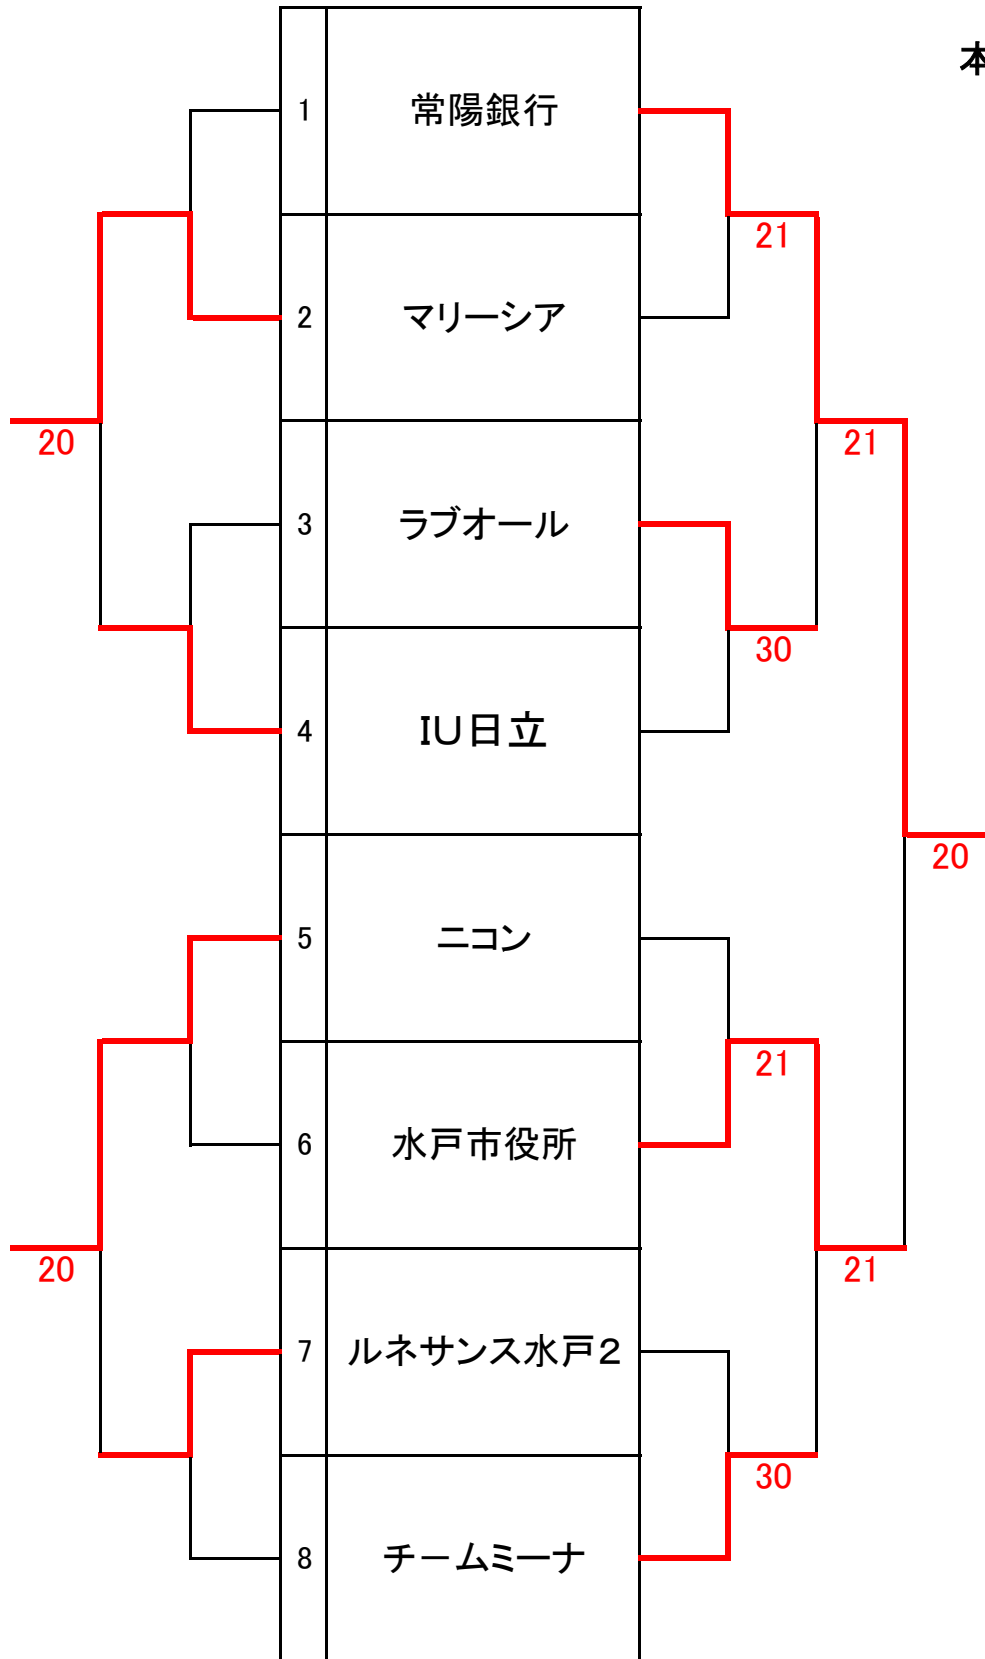 本
1 常陽銀行
21
2 マリーシア
20
21
3 ラブオール
30
4 IU日立
20
5 ニコン
21
6 水戸市役所
20
21
7 ルネサンス水戸2
30
8 チームミーナ